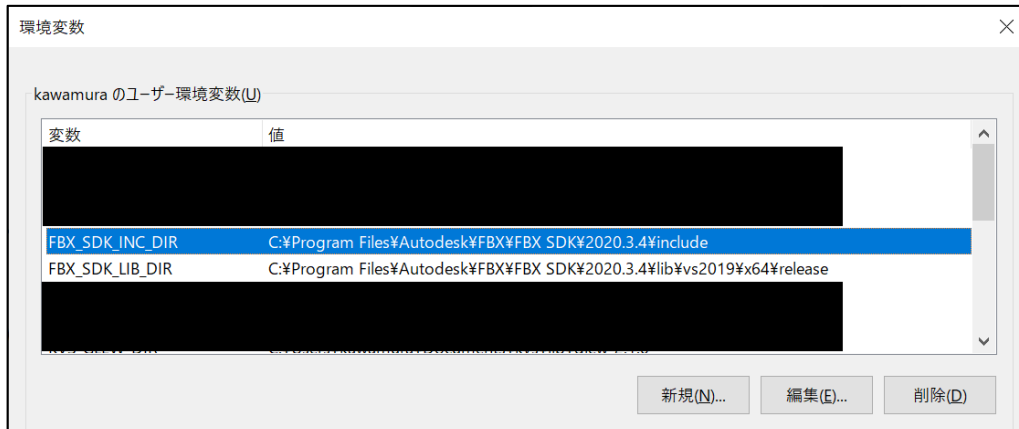 環境変数
kawamura のユーザー環境変数(U)
変数 値
FBX_SDK_INC_DIR C:¥Program Files¥Autodesk¥FBX¥FBX SDK¥2020.3.4¥include
FBX_SDK_LIB_DIR C:¥Program Files¥Autodesk¥FBX¥FBX SDK¥2020.3.4¥lib¥vs2019¥x64¥release
新規(N)... 編集(E)... 削除(D)